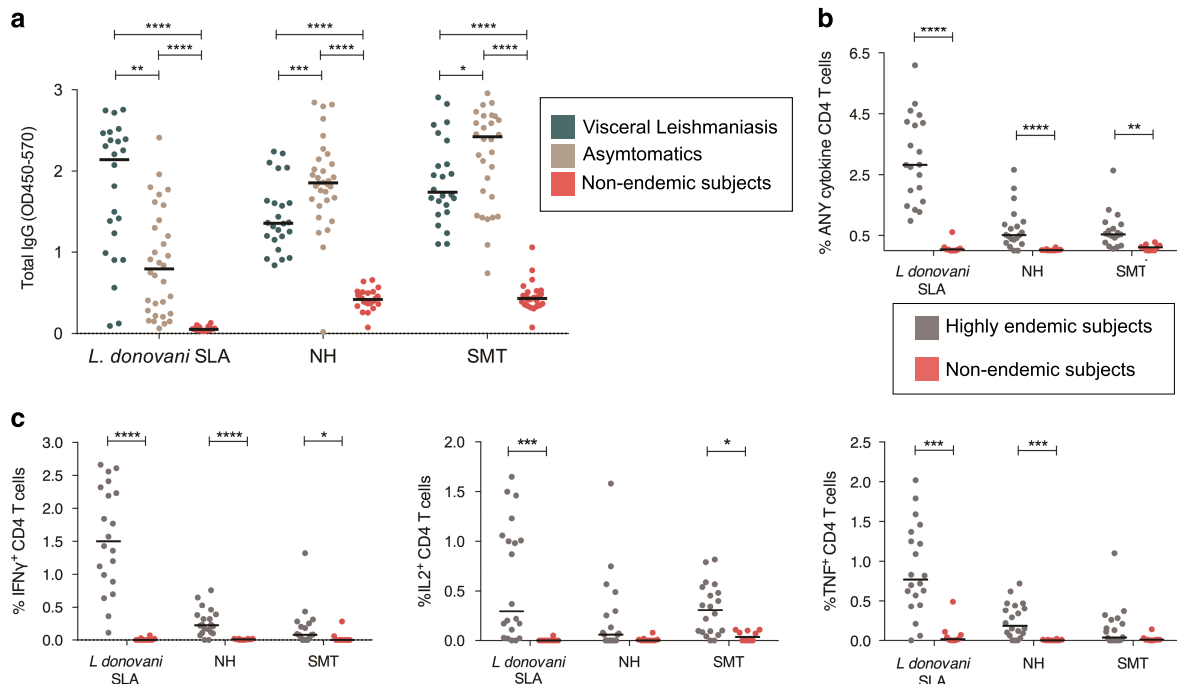 a
****
****
**
****
****
***
****
****
*
Total IgG (OD450-570)
3
2
1
0
L. donovani SLA
NH
SMT
Visceral Leishmaniasis
Asymtomatics
Non-endemic subjects
b
% ANY cytokine CD4 T cells
6.5
4.5
2.5
0.5
****
****
**
L donovani
SLA
NH
SMT
Highly endemic subjects
Non-endemic subjects
c
% IFNγ+ CD4 T cells
3.0
2.5
2.0
1.5
1.0
0.5
0.0
****
****
*
L donovani
SLA
NH
SMT
%IL2+ CD4 T cells
2.0
1.5
1.0
0.5
0.0
***
*
L donovani
SLA
NH
SMT
%TNF+ CD4 T cells
2.5
2.0
1.5
1.0
0.5
0.0
***
***
L donovani
SLA
NH
SMT